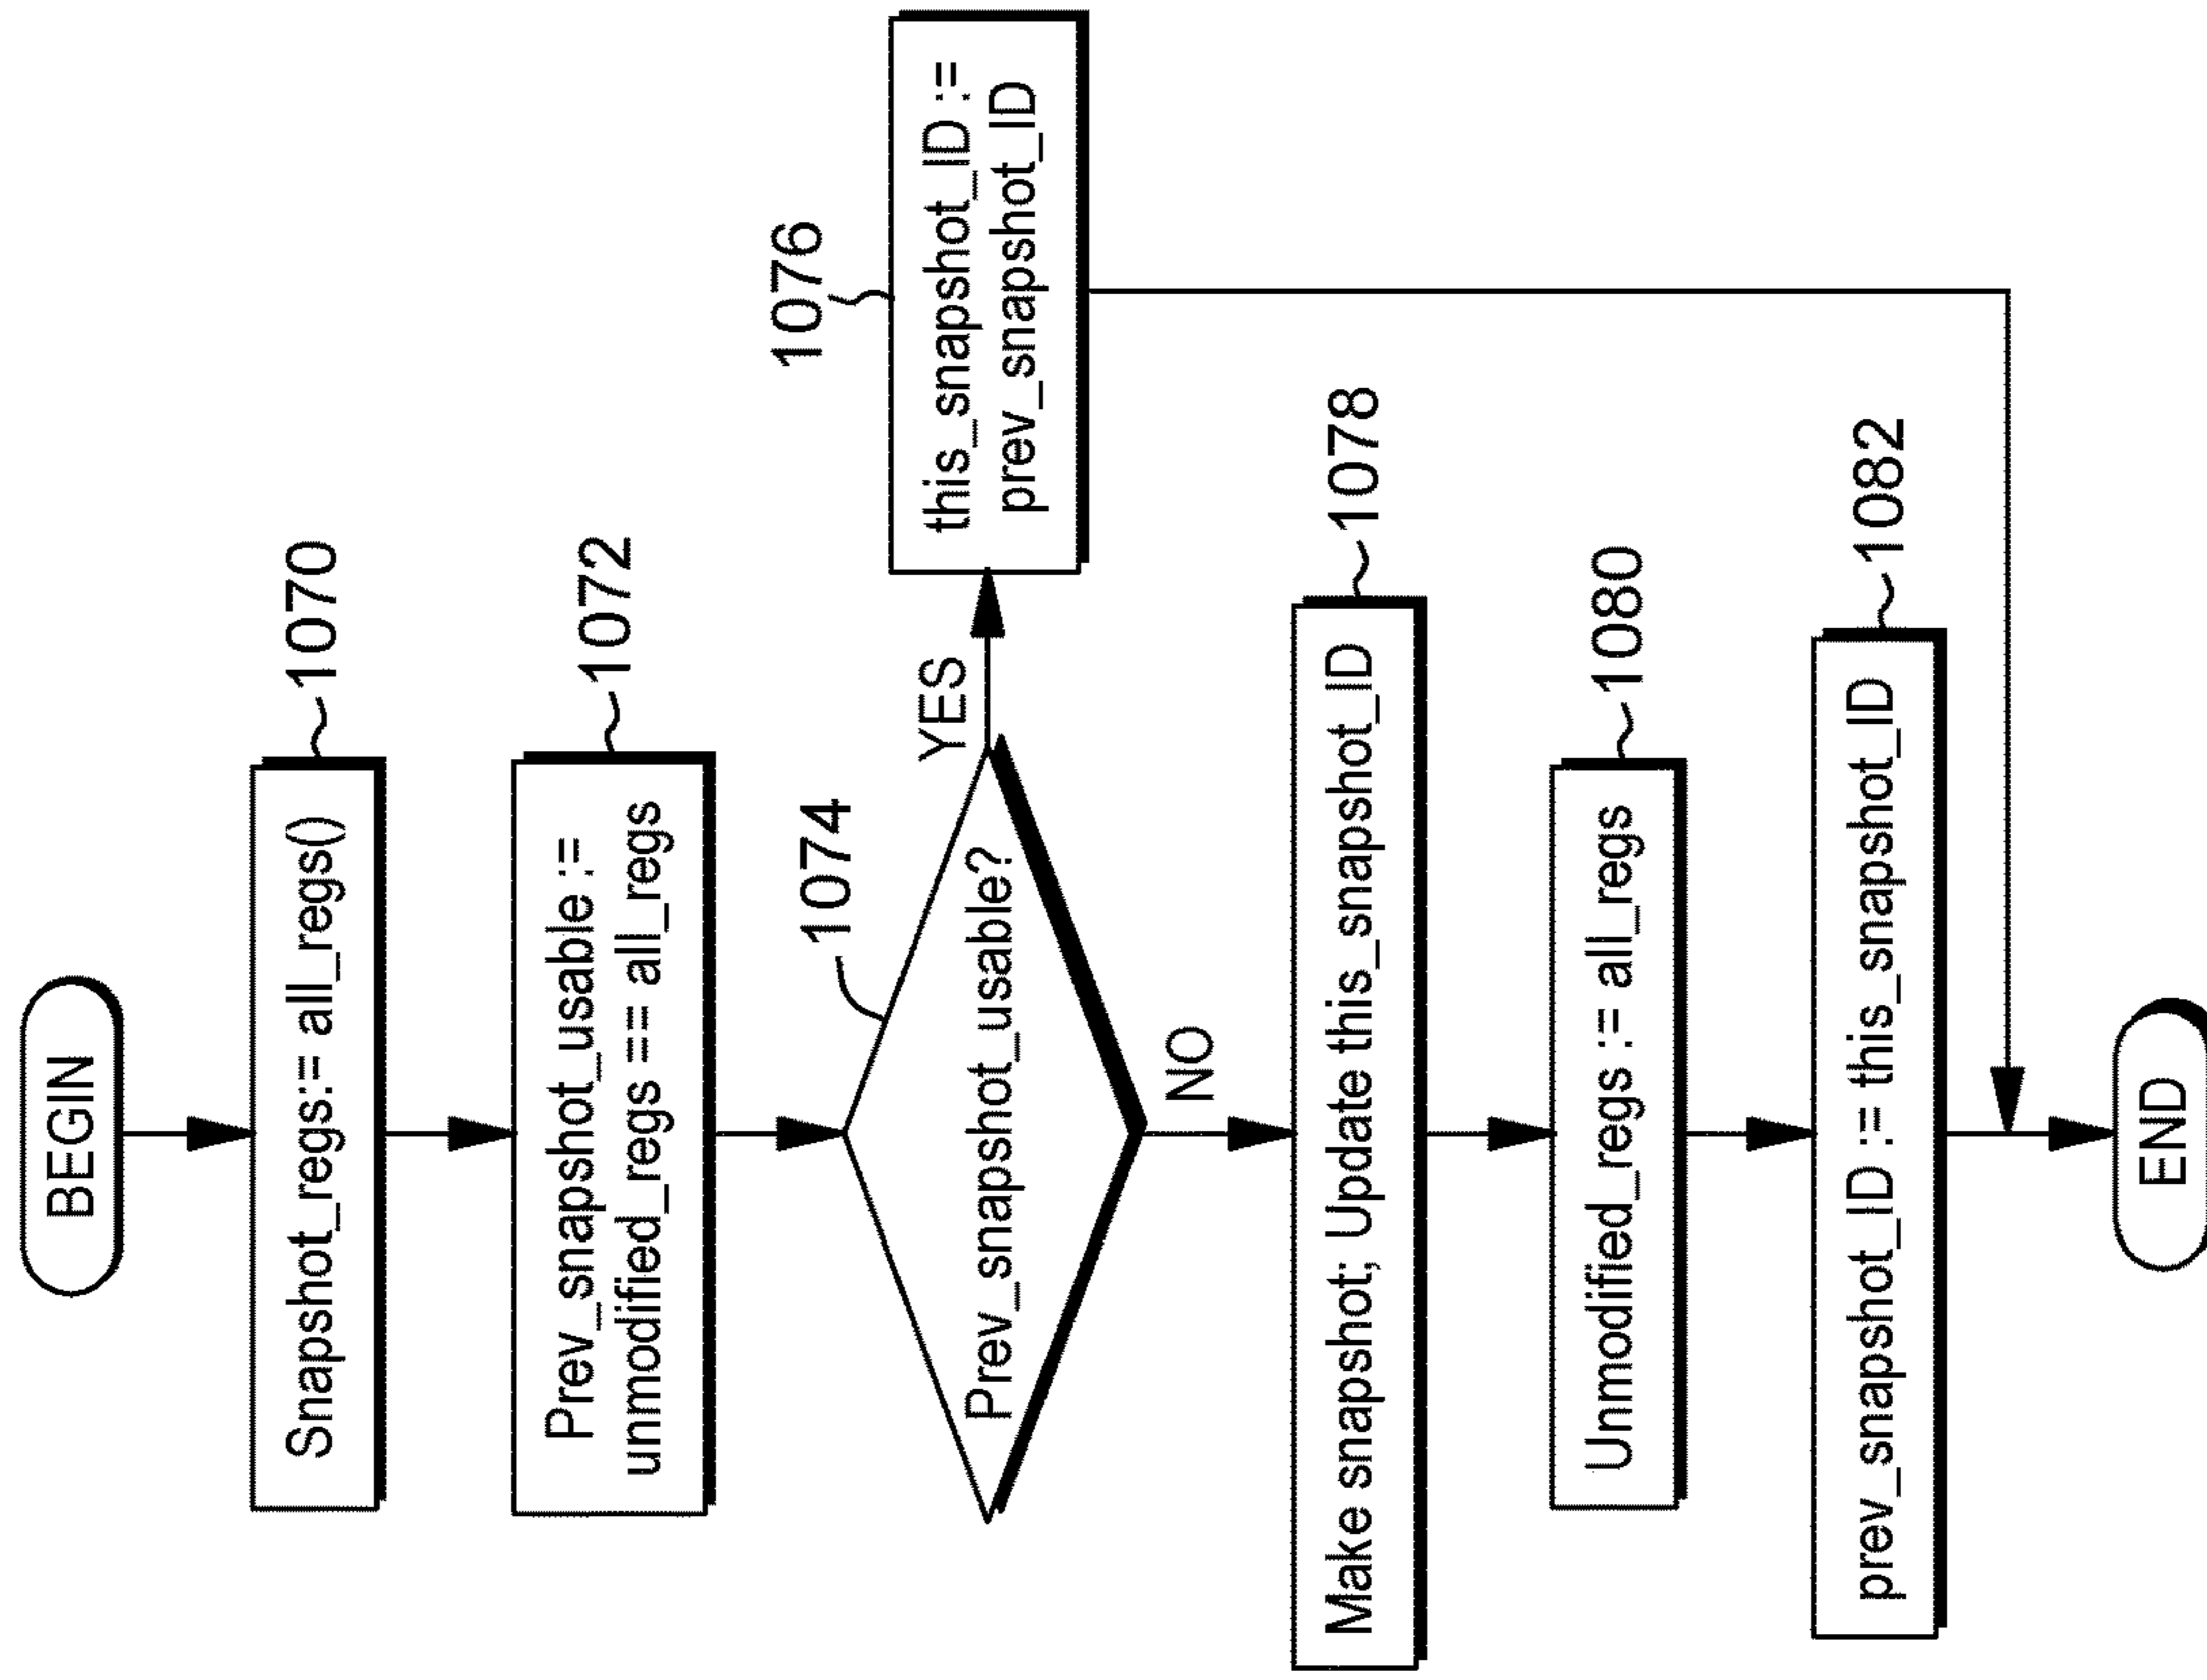 BEGIN
Snapshot_regs:= all_regs()
1070
Prev_snapshot_usable :=
unmodified_regs == all_regs
1072
1074
Prev_snapshot_usable?
YES
1076
this_snapshot_ID :=
prev_snapshot_ID
NO
Make snapshot; Update this_snapshot_ID
1078
Unmodified_regs := all_regs
1080
prev_snapshot_ID := this_snapshot_ID
1082
END